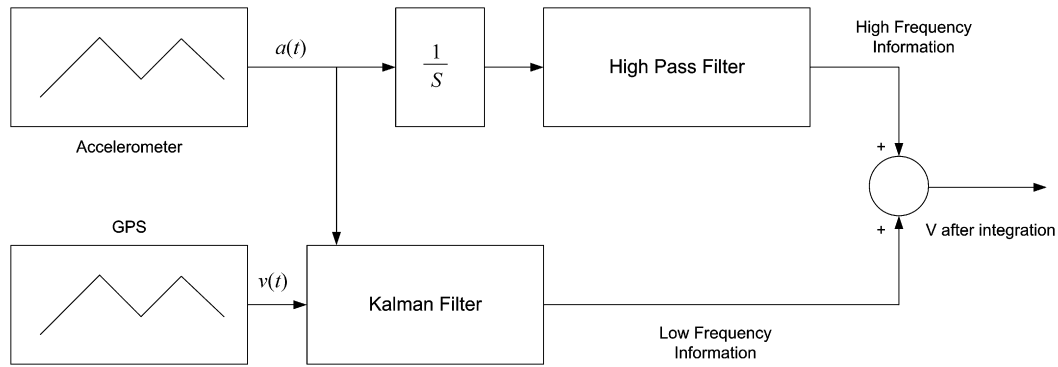 a(t)
1
S
High Pass Filter
High Frequency
Information
Accelerometer
+
GPS
+
V after integration
v(t)
Kalman Filter
Low Frequency
Information